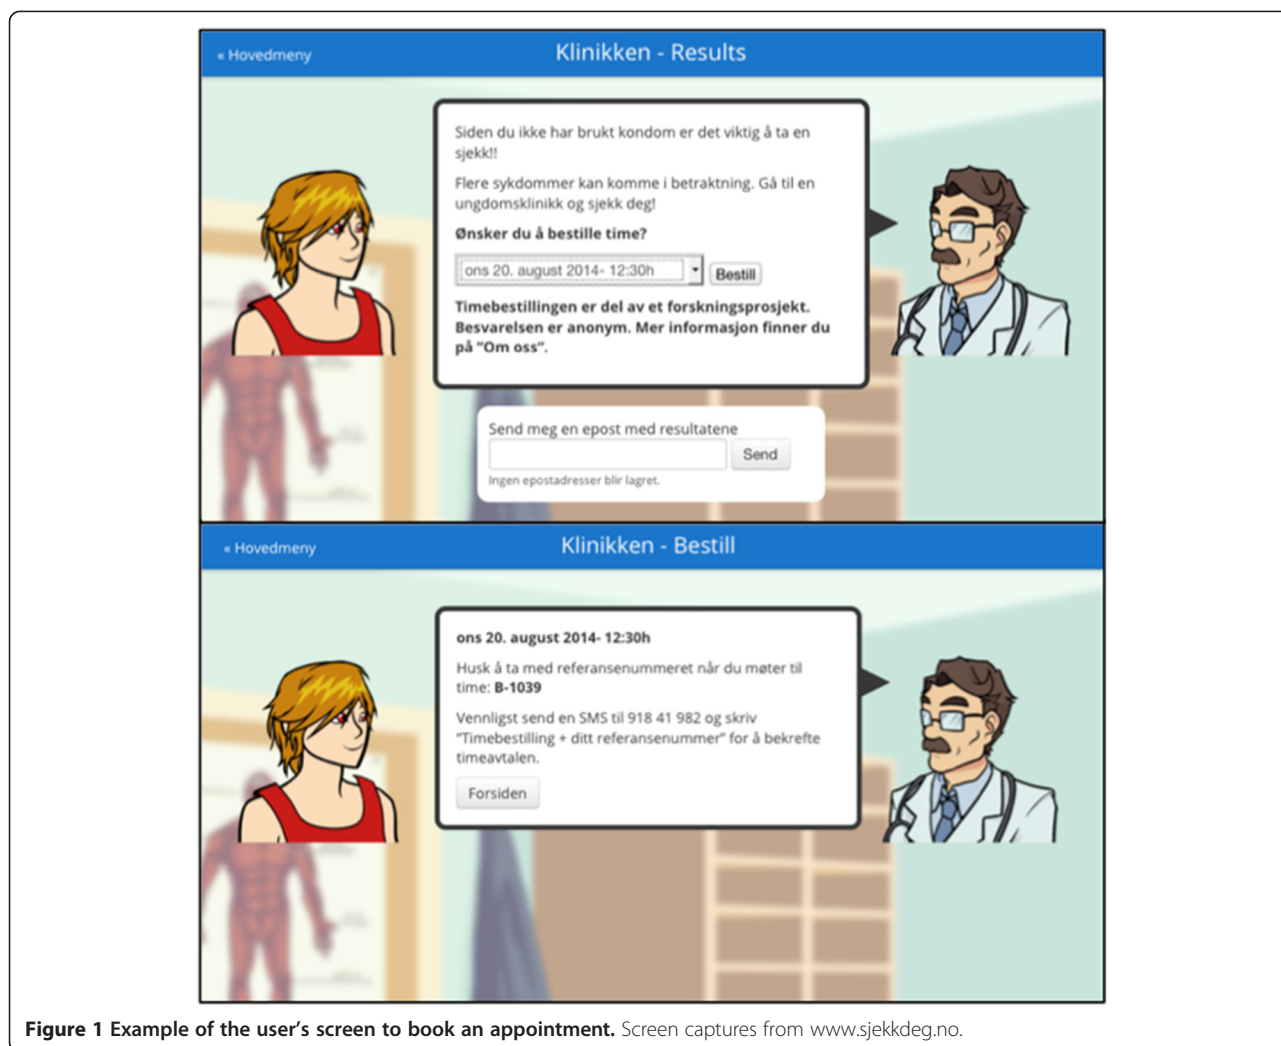 « Hovedmeny
Klinikken - Results
Siden du ikke har brukt kondom er det viktig å ta en
sjekk!!
Flere sykdommer kan komme i betraktning. Gå til en
ungdomsklinikk og sjekk deg!
Ønsker du å bestille time?
ons 20. august 2014- 12:30h
Bestill
Timebestillingen er del av et forskningsprosjekt.
Besvarelsen er anonym. Mer informasjon finner du
på "Om oss".
Send meg en epost med resultatene
Send
Ingen epostadresser blir lagret.
« Hovedmeny
Klinikken - Bestill
ons 20. august 2014- 12:30h
Husk å ta med referansenummeret når du møter til
time: B-1039
Vennligst send en SMS til 918 41 982 og skriv
"Timebestilling + ditt referansenummer" for å bekrefte
timeavtalen.
Forsiden
Figure 1 Example of the user's screen to book an appointment. Screen captures from www.sjekkdeg.no.